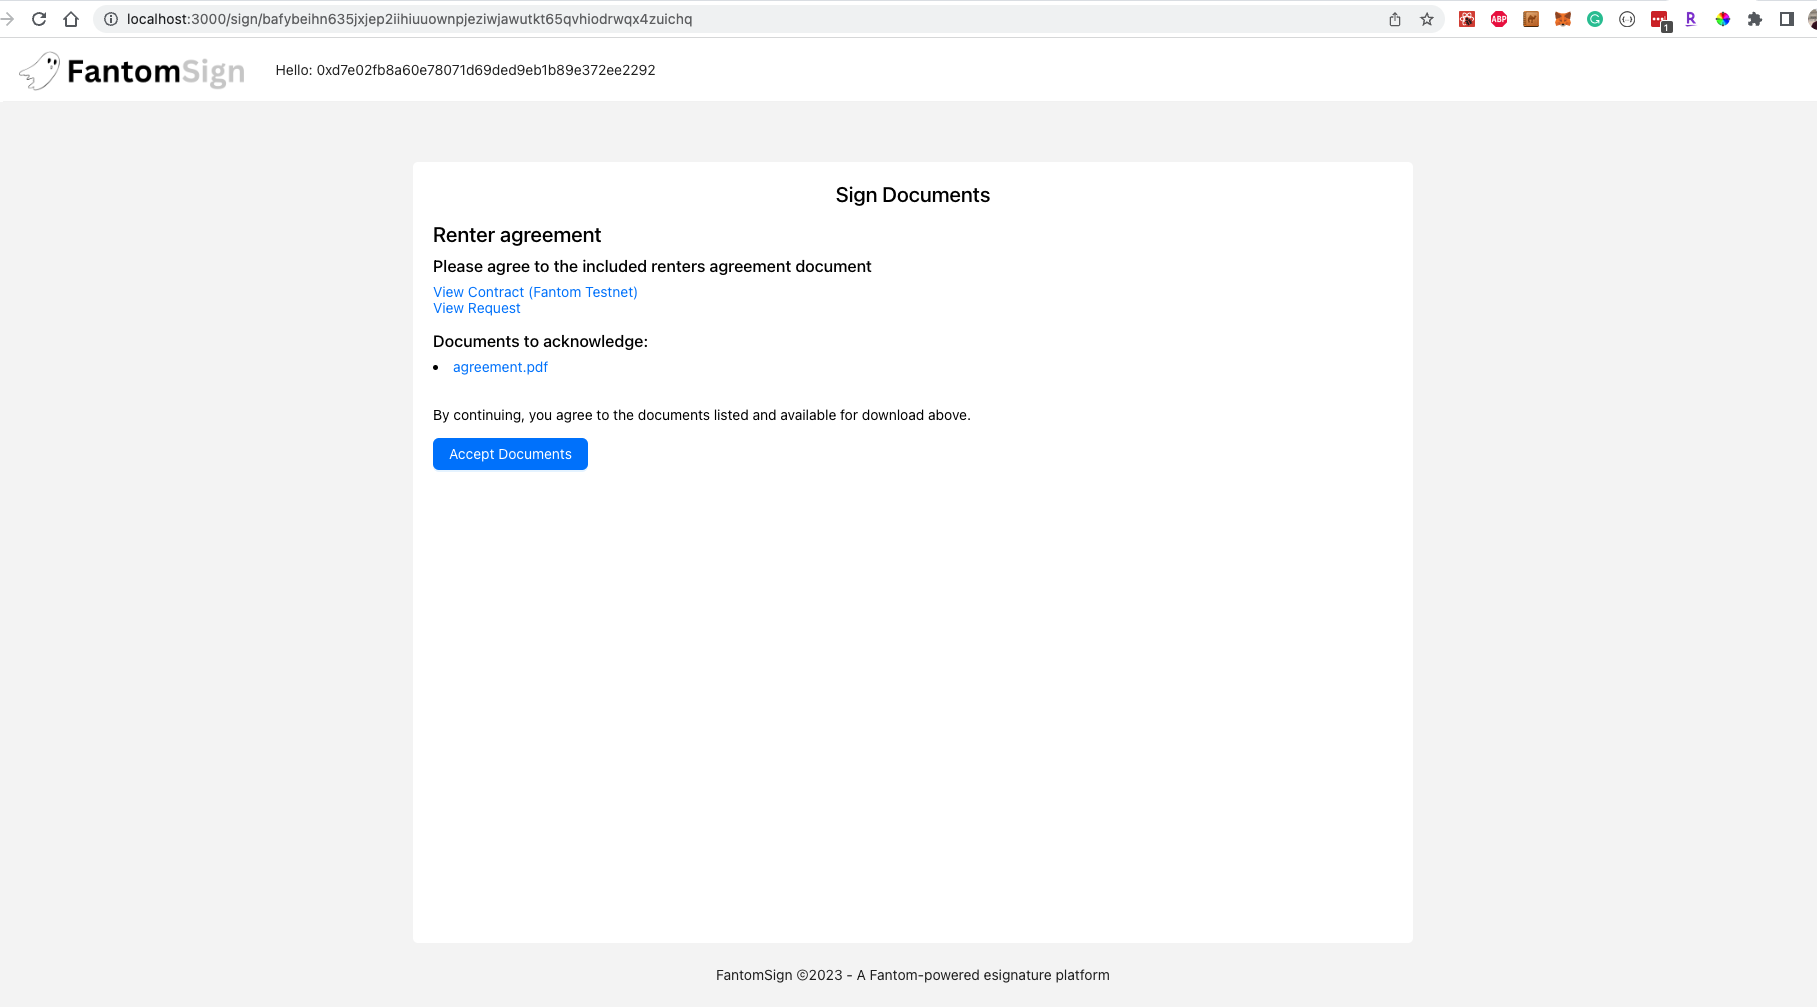 localhost:3000/sign/bafybeihn635jxjep2iihiuuownpjeziwjawutkt65qvhiodrwqx4zuichq
ABP
1
R
FantomSign
Hello: 0xd7e02fb8a60e78071d69ded9eb1b89e372ee2292
Sign Documents
Renter agreement
Please agree to the included renters agreement document
View Contract (Fantom Testnet)
View Request
Documents to acknowledge:
agreement.pdf
By continuing, you agree to the documents listed and available for download above.
Accept Documents
FantomSign ©2023 - A Fantom-powered esignature platform